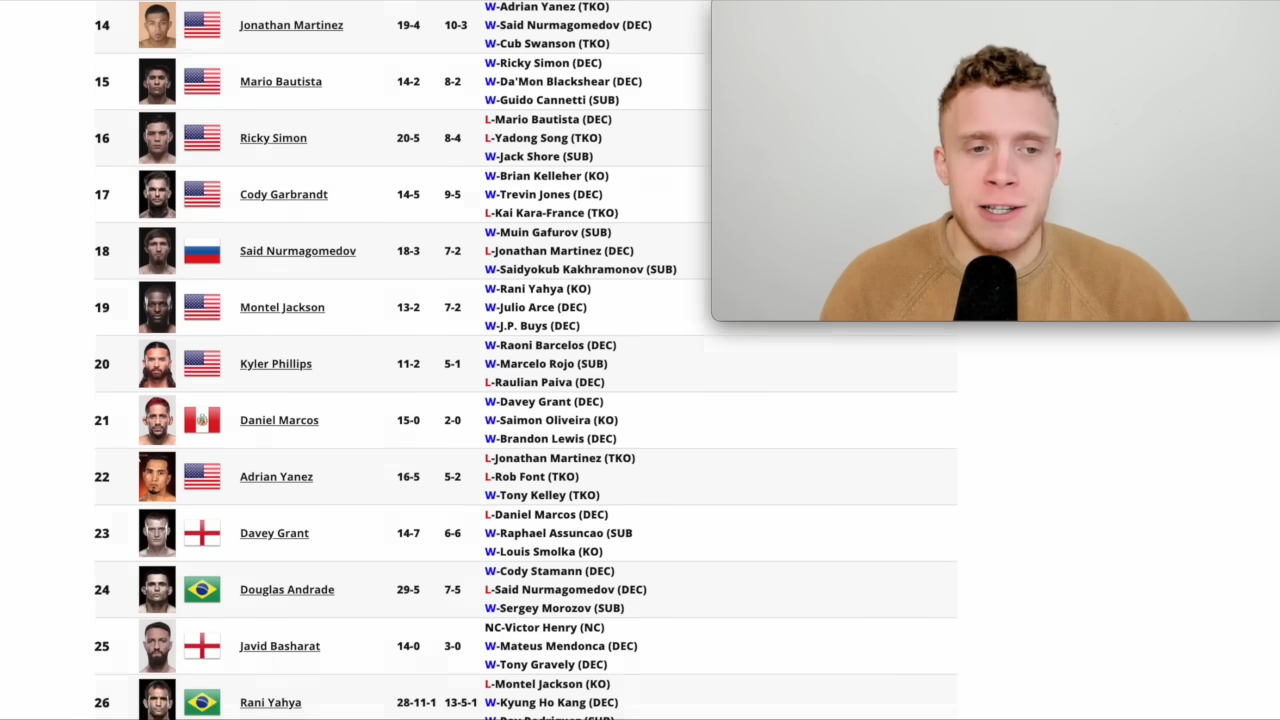 W-Adrian Yanez (TKO)
14 Jonathan Martinez 19-4 10-3 W-Said Nurmagomedov (DEC)
W-Cub Swanson (TKO)
W-Ricky Simon (DEC)
15 Mario Bautista 14-2 8-2 W-Da'Mon Blackshear (DEC)
W-Guido Cannetti (SUB)
L-Mario Bautista (DEC)
16 Ricky Simon 20-5 8-4 L-Yadong Song (TKO)
W-Jack Shore (SUB)
W-Brian Kelleher (KO)
17 Cody Garbrandt 14-5 9-5 W-Trevin Jones (DEC)
L-Kai Kara-France (TKO)
W-Muin Gafurov (SUB)
18 Said Nurmagomedov 18-3 7-2 L-Jonathan Martinez (DEC)
W-Saidyokub Kakhramonov (SUB)
W-Rani Yahya (KO)
19 Montel Jackson 13-2 7-2 W-Julio Arce (DEC)
W-J.P. Buys (DEC)
W-Raoni Barcelos (DEC)
20 Kyler Phillips 11-2 5-1 W-Marcelo Rojo (SUB)
L-Raulian Paiva (DEC)
W-Davey Grant (DEC)
21 Daniel Marcos 15-0 2-0 W-Saimon Oliveira (KO)
W-Brandon Lewis (DEC)
L-Jonathan Martinez (TKO)
22 Adrian Yanez 16-5 5-2 L-Rob Font (TKO)
W-Tony Kelley (TKO)
L-Daniel Marcos (DEC)
23 Davey Grant 14-7 6-6 W-Raphael Assuncao (SUB
W-Louis Smolka (KO)
W-Cody Stamann (DEC)
24 Douglas Andrade 29-5 7-5 L-Said Nurmagomedov (DEC)
W-Sergey Morozov (SUB)
NC-Victor Henry (NC)
25 Javid Basharat 14-0 3-0 W-Mateus Mendonca (DEC)
W-Tony Gravely (DEC)
L-Montel Jackson (KO)
26 Rani Yahya 28-11-1 13-5-1 W-Kyung Ho Kang (DEC)